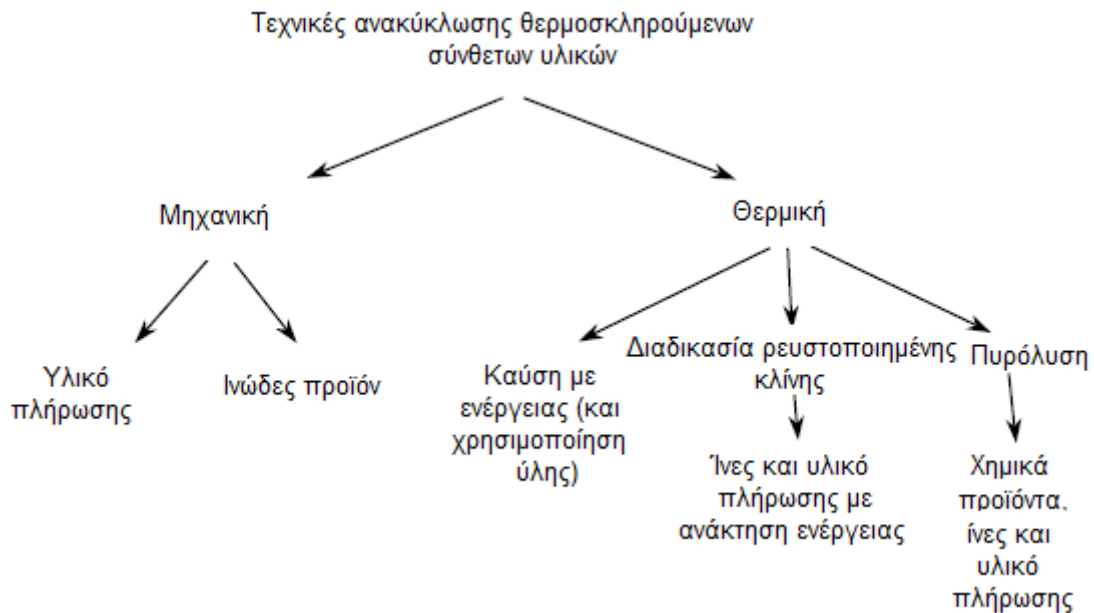 Τεχνικές ανακύκλωσης θερμοσκληρούμενων
σύνθετων υλικών
Μηχανική
Θερμική
Υλικό
πλήρωσης
Ινώδες προϊόν
Καύση με
ενέργειας (και
χρησιμοποίηση
ύλης)
Διαδικασία ρευστοποιημένης
κλίνης
Πυρόλυση
Ίνες και υλικό
πλήρωσης με
ανάκτηση ενέργειας
Χημικά
προϊόντα,
ίνες και
υλικό
πλήρωσης